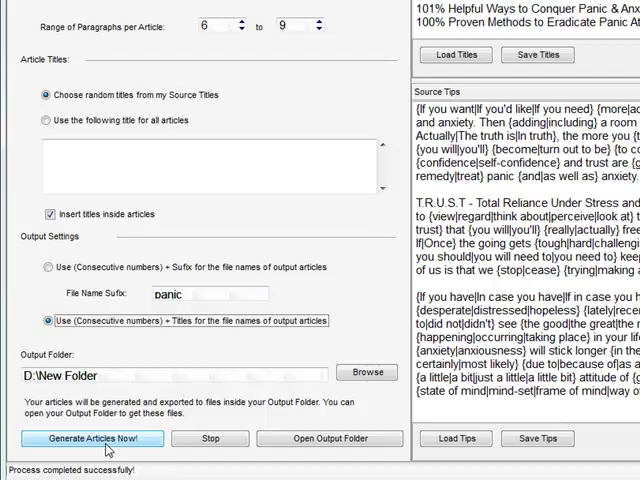 Range of Paragraphs per Article: 6 to 9
Article Titles:
Choose random titles from my Source Titles
Use the following title for all articles
Insert titles inside articles
Output Settings
Use (Consecutive numbers) + Sufix for the file names of output articles
File Name Sufix: panic
Use (Consecutive numbers) + Titles for the file names of output articles
Output Folder:
D:\New Folder
Browse
Your articles will be generated and exported to files inside your Output Folder. You can
open your Output Folder to get these files.
Generate Articles Now! Stop Open Output Folder
Process completed successfully!
101% Helpful Ways to Conquer Panic & Anx
100% Proven Methods to Eradicate Panic At
Load Titles Save Titles
Source Tips
{If you want|If you'd like|If you need} {more|a
and anxiety. Then {adding|including} a room
Actually|The truth is|In truth}, the more you {t
{you will|you'll} {become|turn out to be} {to c
{confidence|self-confidence} and trust are {g
remedy|treat} panic {and|as well as} anxiety.
T.R.U.S.T - Total Reliance Under Stress and
to {view|regard|think about|perceive|look at} t
trust} that {you will|you'll} {really|actually} free
If|Once} the going gets {tough|hard|challengi
you should|you will need to|you need to} keep
of us is that we {stop|cease} {trying|making a
{If you have|In case you have|If in case you h
{desperate|distressed|hopeless} {lately|recen
to|did not|didn't} see {the good|the great|the n
{happening|occurring|taking place} in your life
{anxiety|anxiousness} will stick longer {in the
certainly|most likely} {due to|because of|as a
{a little|a bit|just a little|a little bit} attitude of {g
{state of mind|mind-set|frame of mind|way of
Load Tips Save Tips